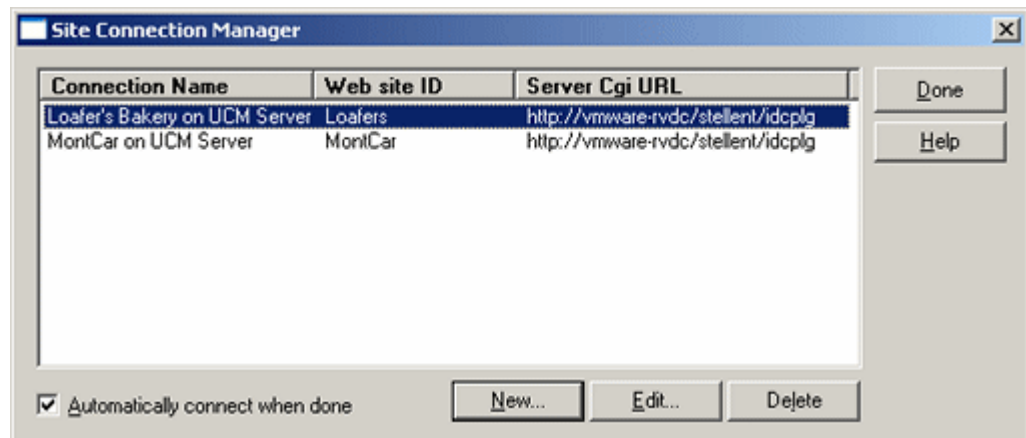 Site Connection Manager
Connection Name Web site ID Server Cgi URL
Loafer's Bakery on UCM Server Loafers http://vmware-rvdc/stellent/idcplg
MontCar on UCM Server MontCar http://vmware-rvdc/stellent/idcplg
Done
Help
Automatically connect when done
New... Edit... Delete